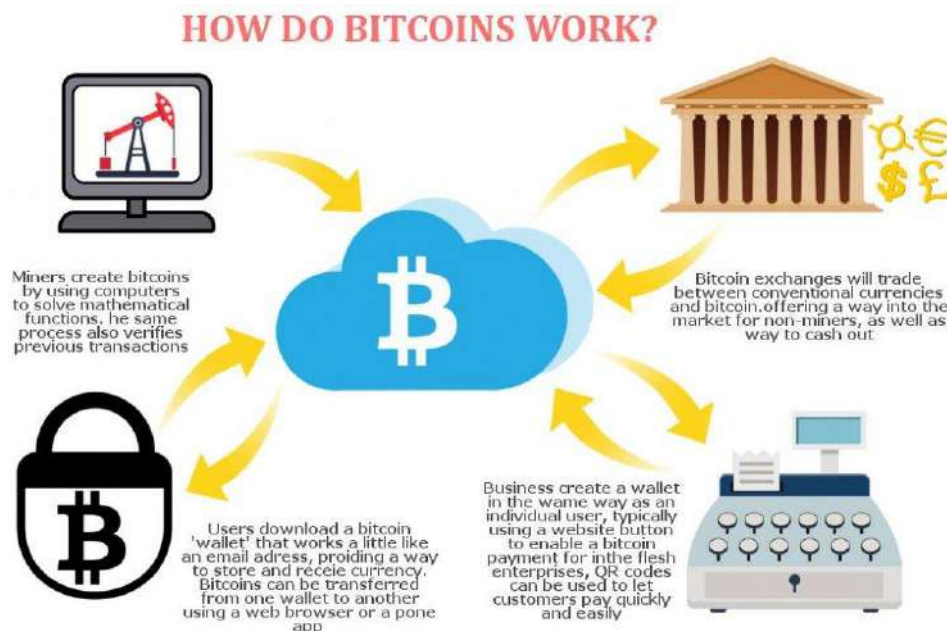 HOW DO BITCOINS WORK?
Miners create bitcoins
by using computers
to solve mathematical
functions. he same
process also verifies
previous transactions
Bitcoin exchanges will trade
between conventional currencies
and bitcoin.offering a way into the
market for non-miners, as well as
way to cash out
Users download a bitcoin
'wallet' that works a little like
an email adress, proiding a way
to store and receie currency.
Bitcoins can be transferred
from one wallet to another
using a web browser or a pone
app
Business create a wallet
in the wame way as an
individual user, typically
using a website button
to enable a bitcoin
payment for inthe flesh
enterprises, QR codes
can be used to let
customers pay quickly
and easily